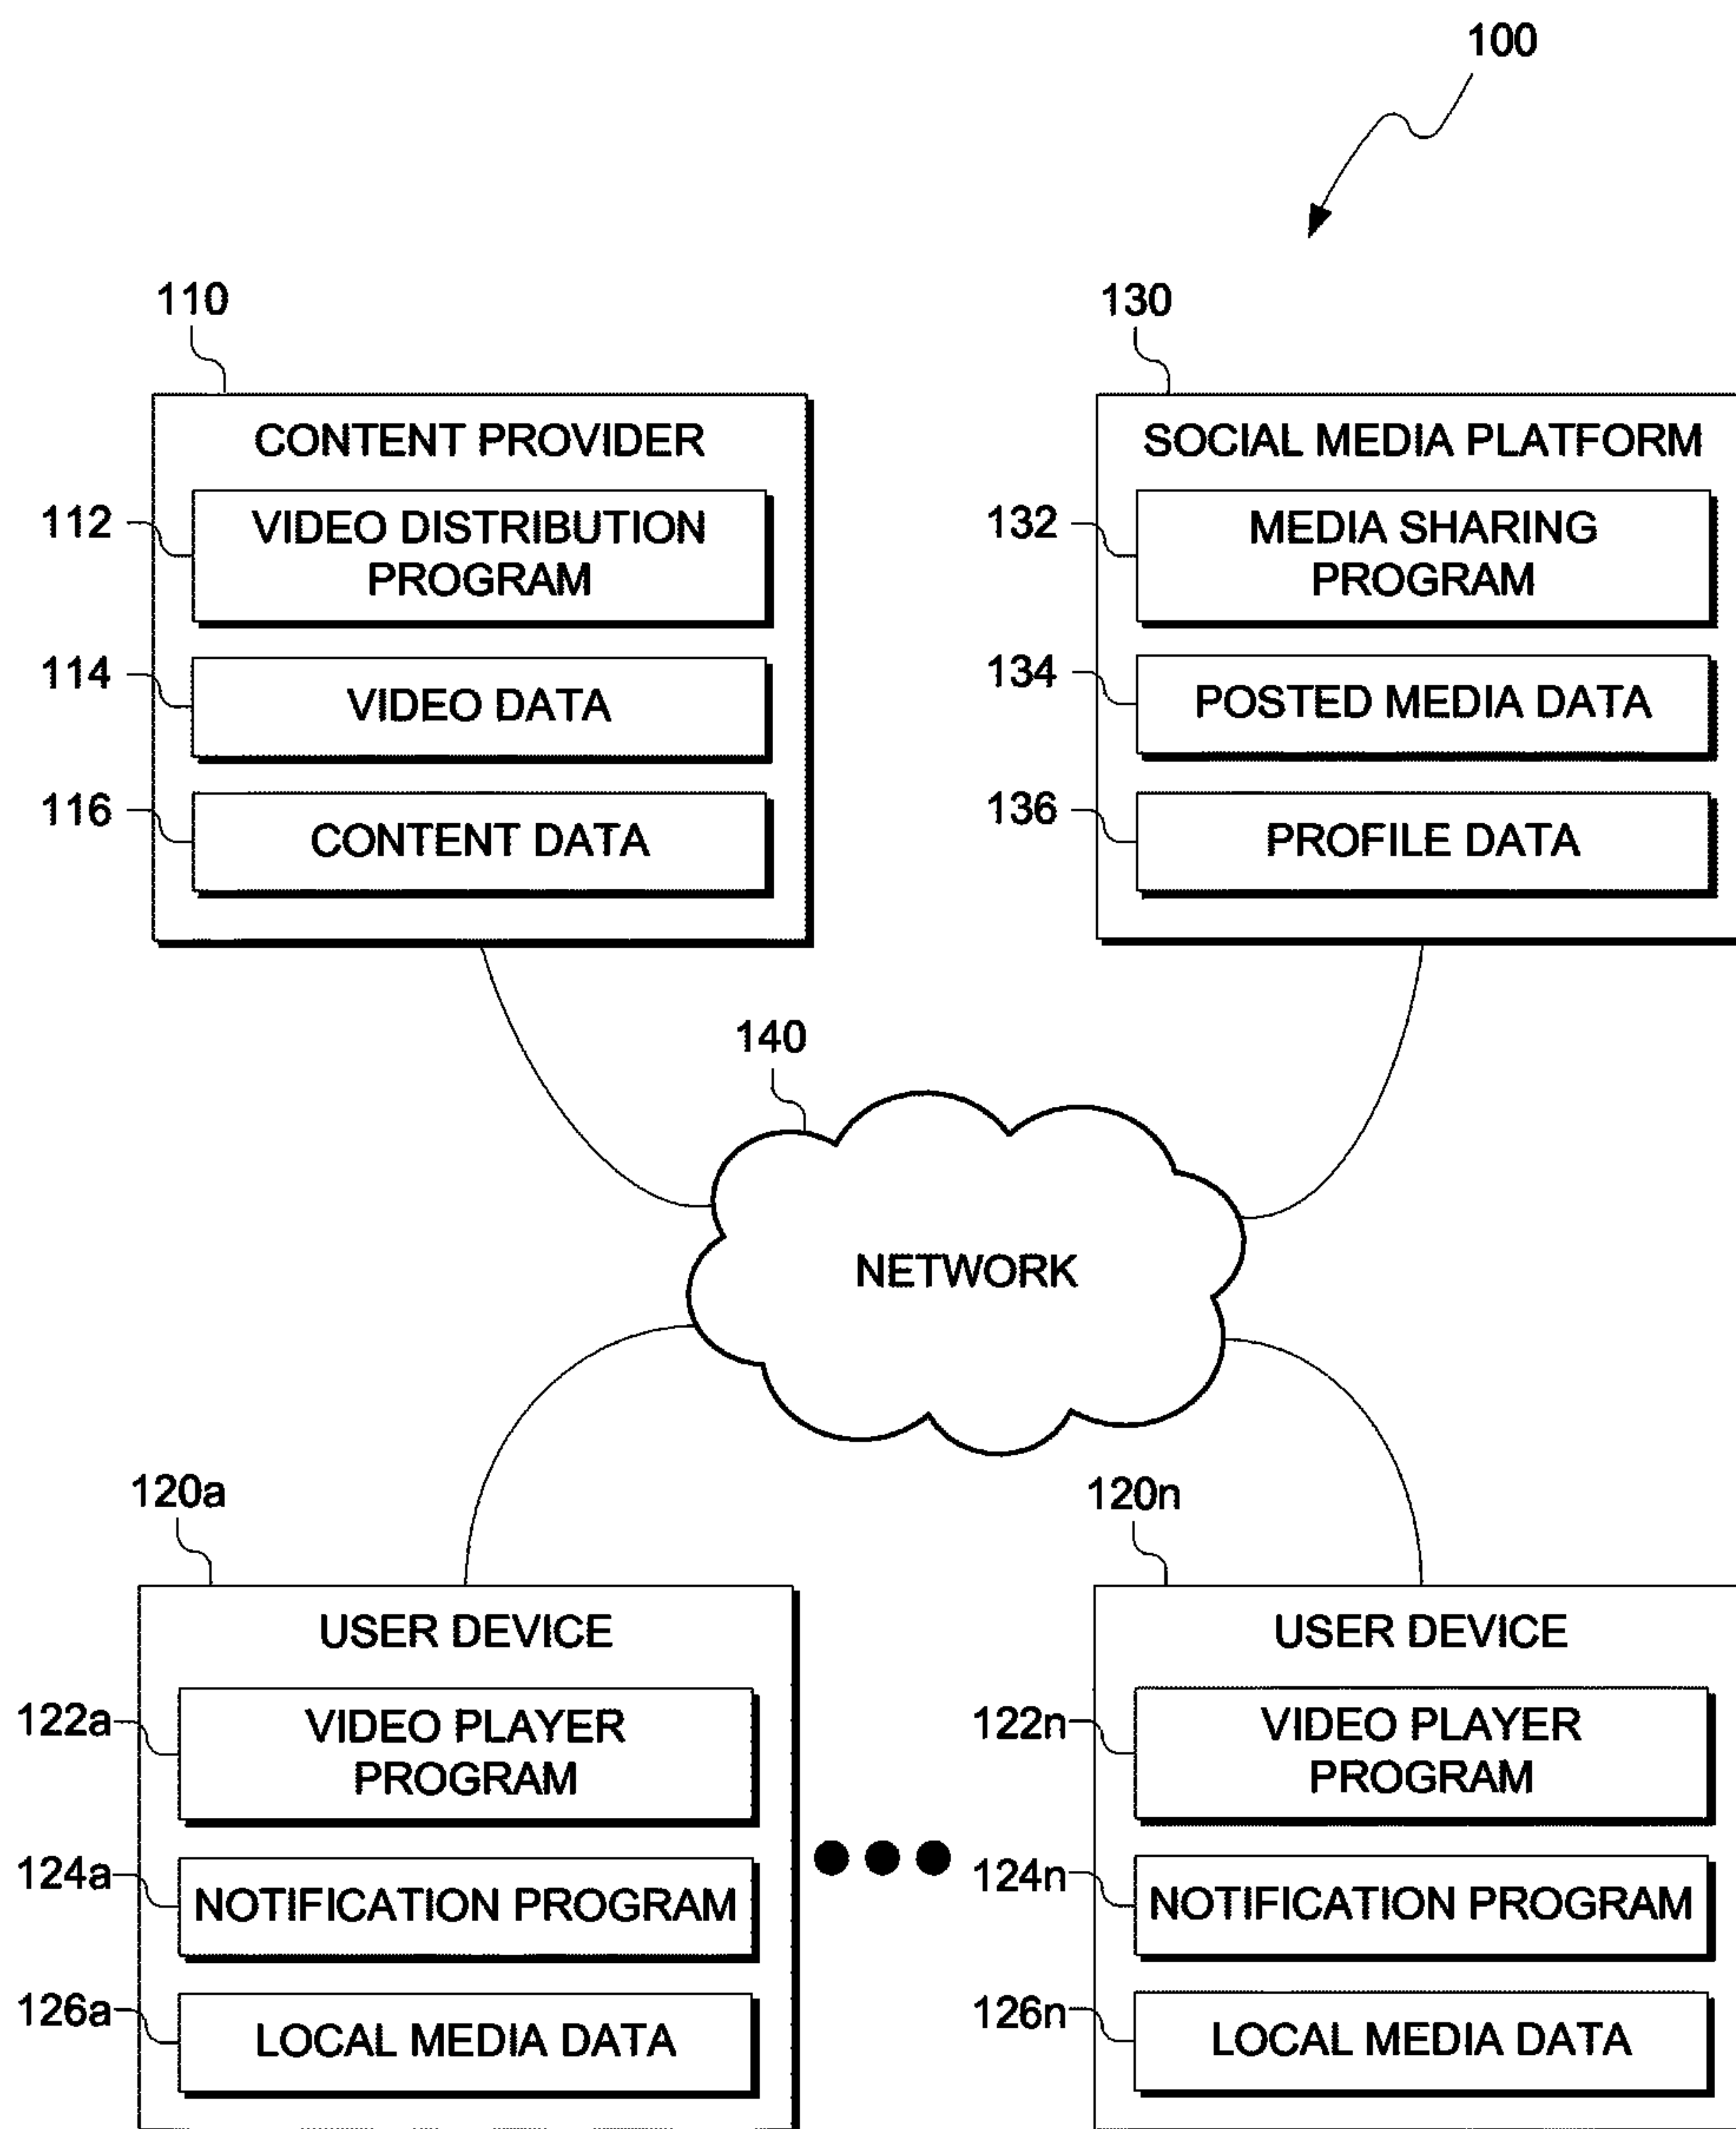 100
110
CONTENT PROVIDER
112
VIDEO DISTRIBUTION
PROGRAM
114
VIDEO DATA
116
CONTENT DATA
130
SOCIAL MEDIA PLATFORM
132
MEDIA SHARING
PROGRAM
134
POSTED MEDIA DATA
136
PROFILE DATA
140
NETWORK
120a
USER DEVICE
122a
VIDEO PLAYER
PROGRAM
124a
NOTIFICATION PROGRAM
126a
LOCAL MEDIA DATA
120n
USER DEVICE
122n
VIDEO PLAYER
PROGRAM
124n
NOTIFICATION PROGRAM
126n
LOCAL MEDIA DATA